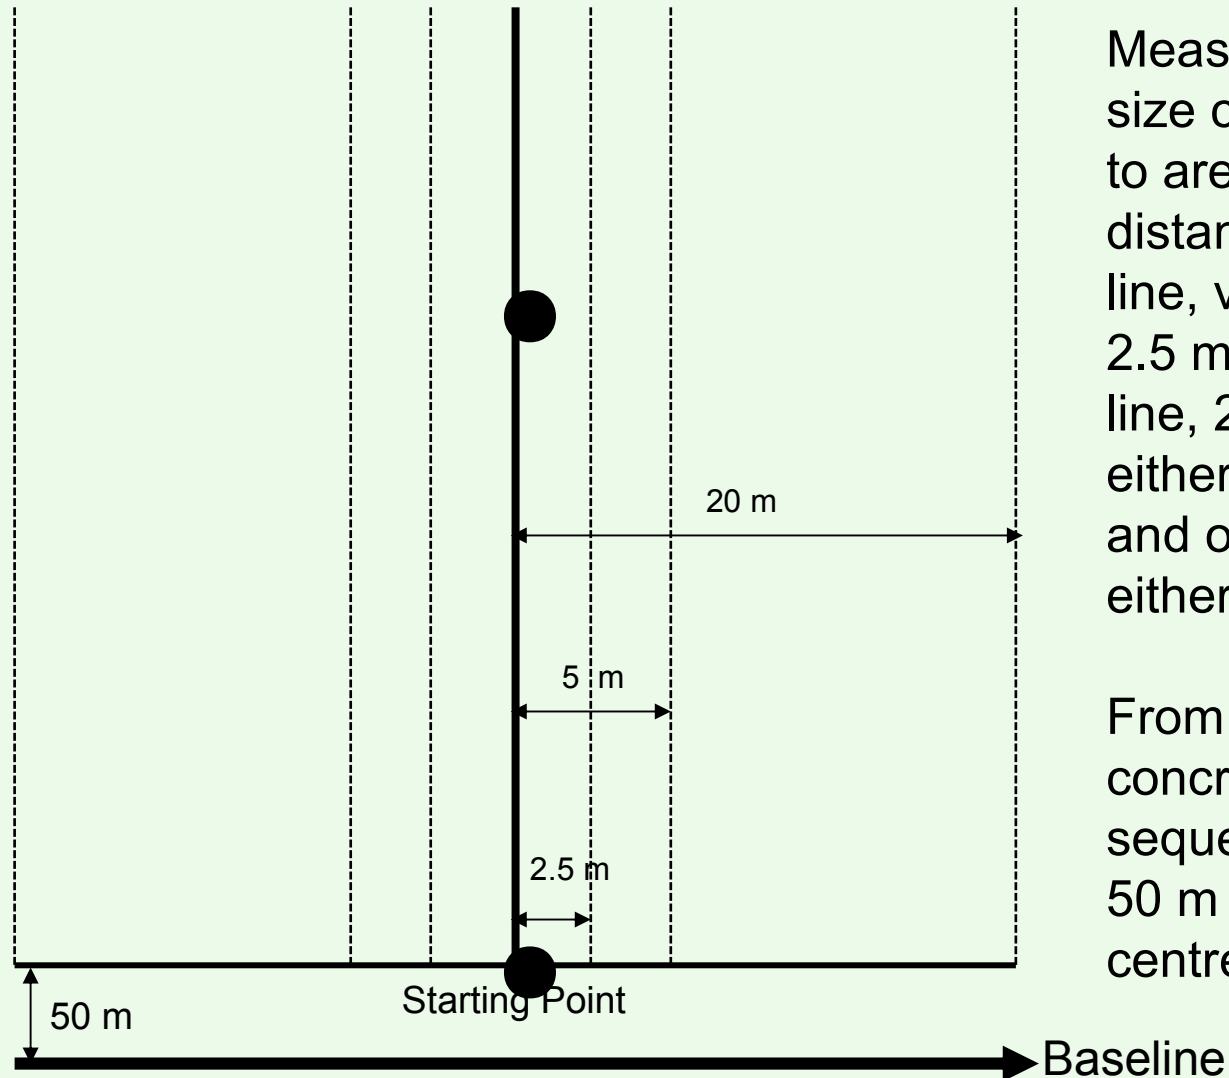 Meas
size
to are
distan
line,
2.5 m
line, 2
either
and
either
From
concr
seque
50 m
centre
20 m
5 m
2.5 m
Starting Point
50 m
Baseline